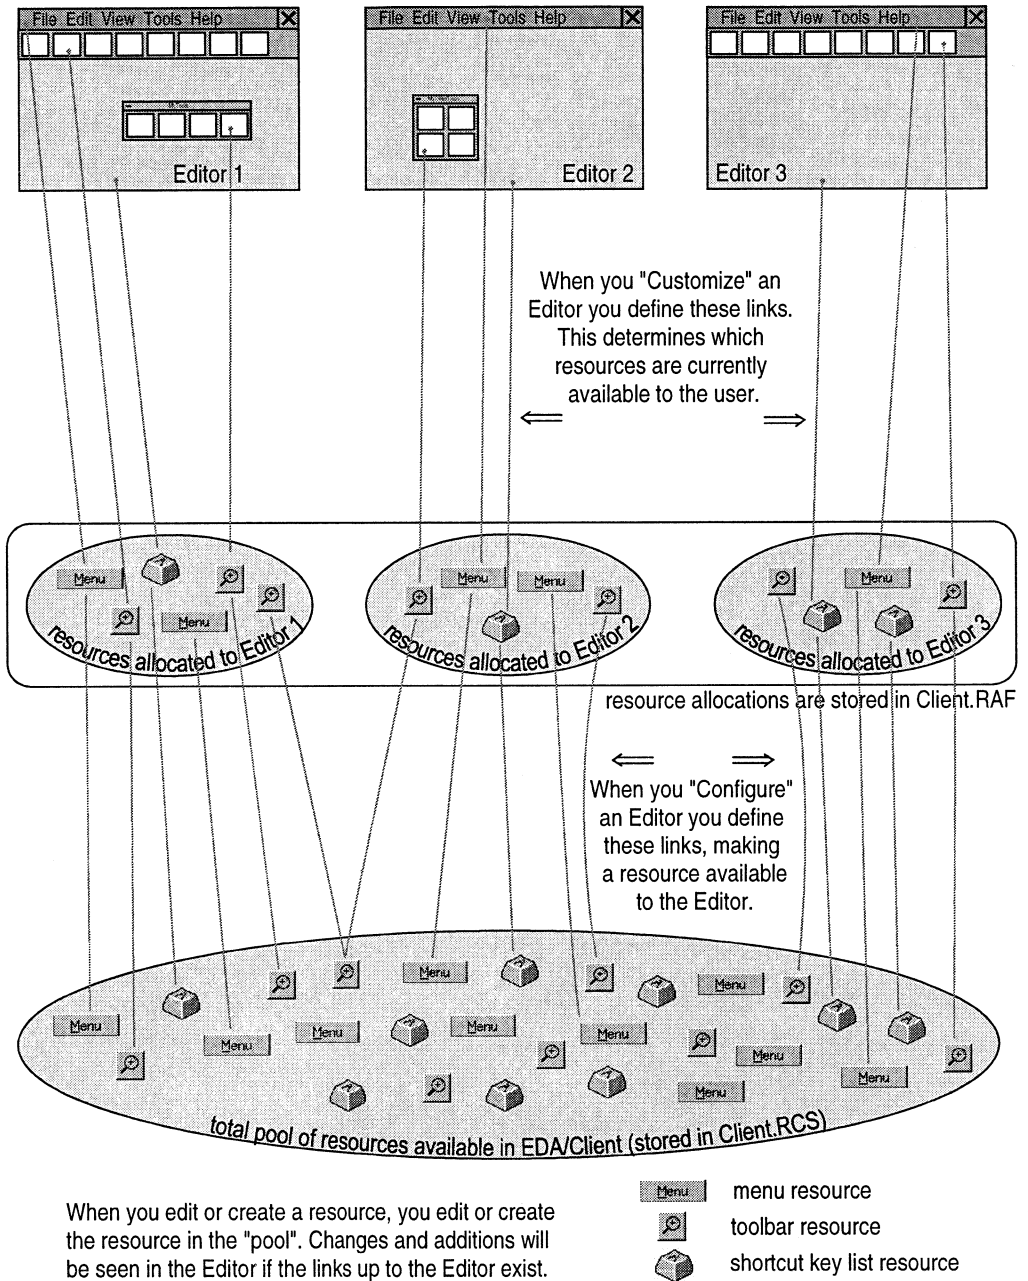 File Edit View Tools Help
File Edit View Tools Help
File Edit View Tools Help
Editor 1
Editor 2
Editor 3
When you "Customize" an
Editor you define these links.
This determines which
resources are currently
available to the user.
Menu
Menu
resources allocated to Editor 1
Menu
Menu
resources allocated to Editor 2
Menu
resources allocated to Editor 3
resource allocations are stored in Client.RAF
When you "Configure"
an Editor you define
these links, making
a resource available
to the Editor.
Menu
Menu
Menu
Menu
Menu
Menu
Menu
Menu
Menu
Menu
total pool of resources available in EDA/Client (stored in Client.RCS)
When you edit or create a resource, you edit or create
the resource in the "pool". Changes and additions will
be seen in the Editor if the links up to the Editor exist.
Menu menu resource
toolbar resource
shortcut key list resource